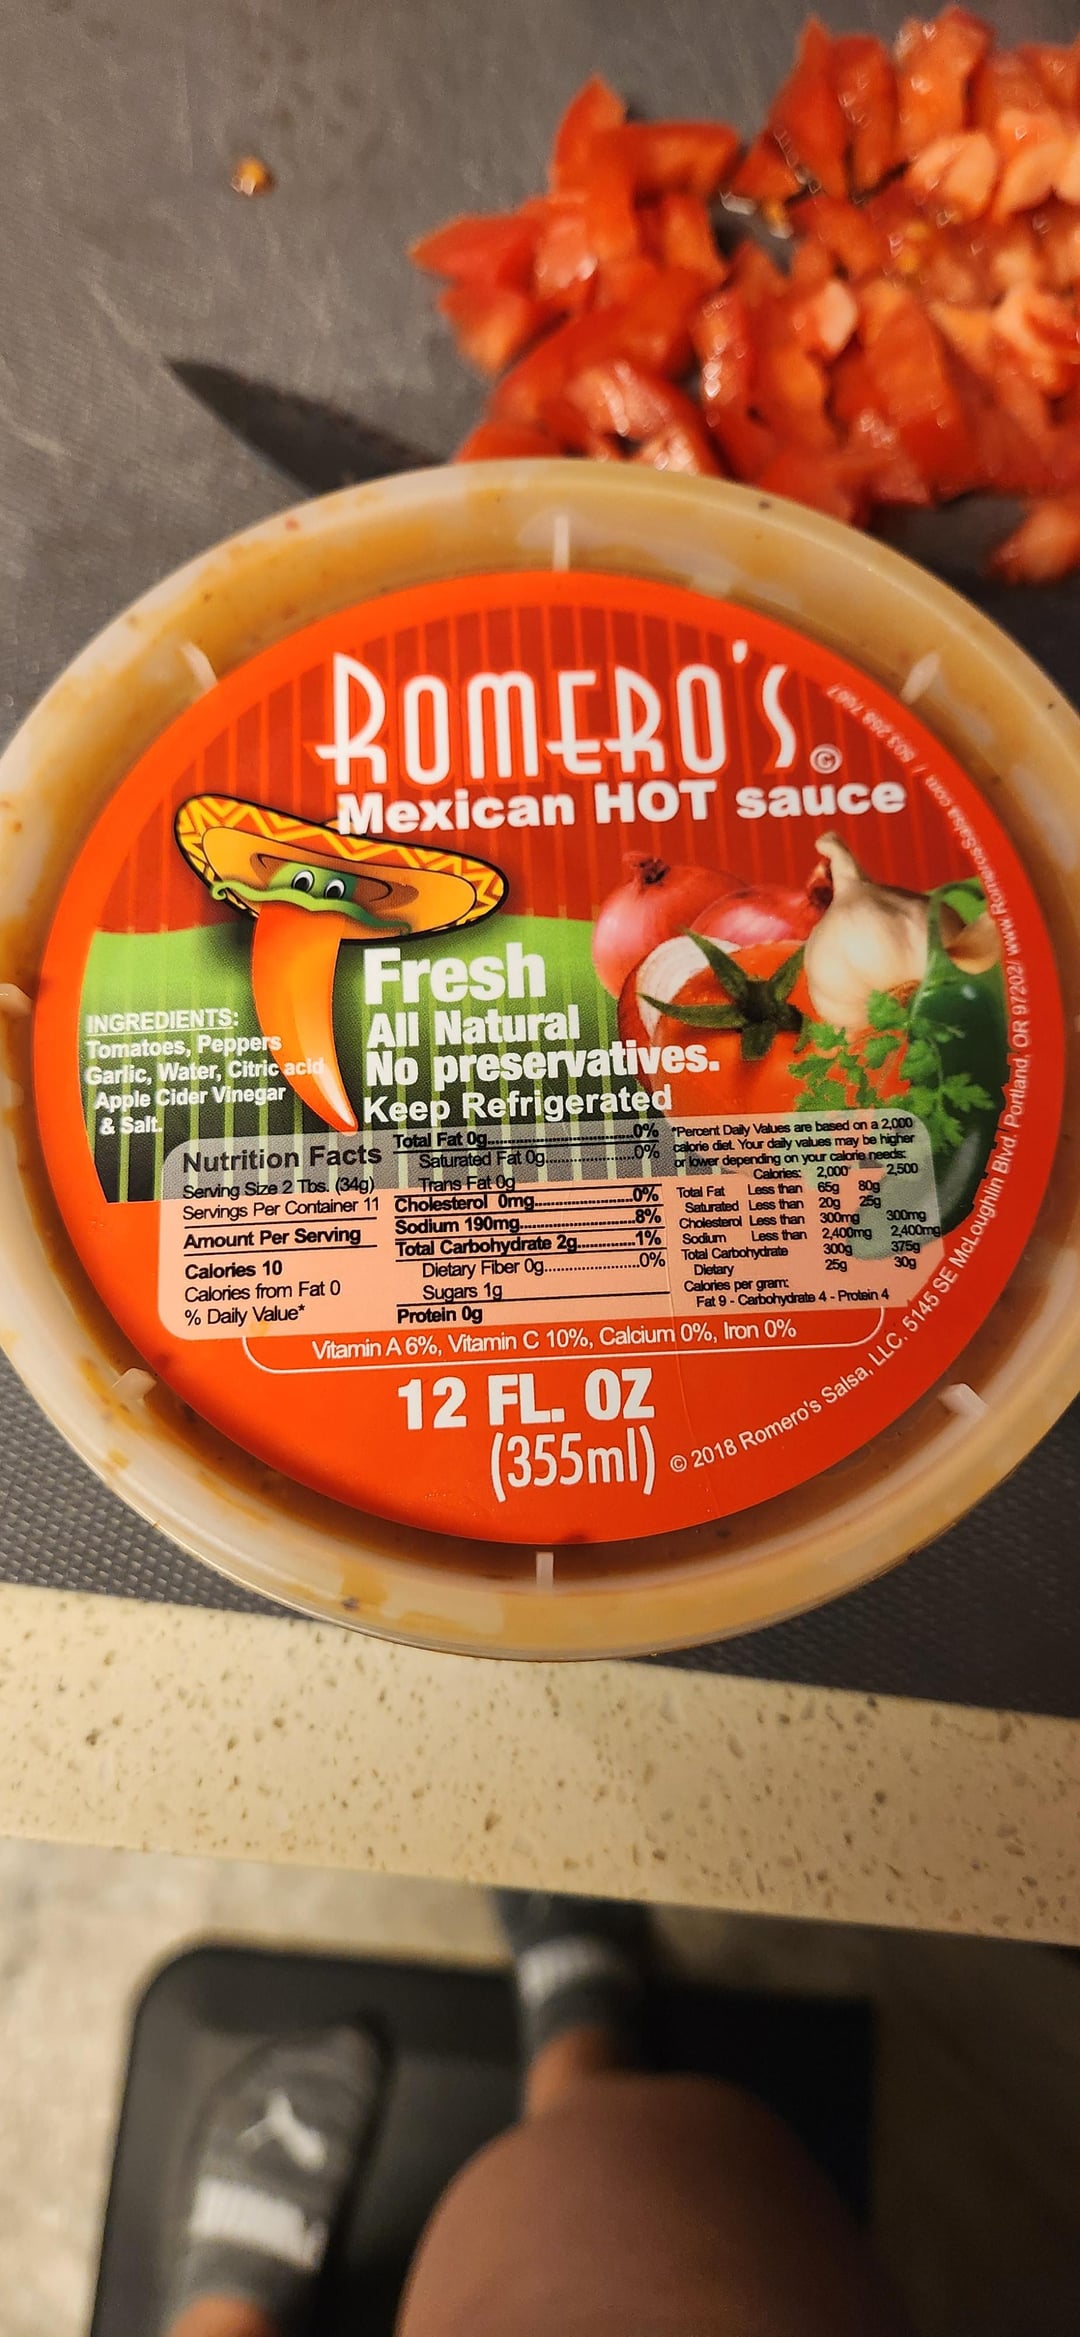 ROMERO'S
©
Mexican HOT sauce
Fresh
All Natural
No preservatives.
Keep Refrigerated
INGREDIENTS:
Tomatoes, Peppers
Garlic, Water, Citric acid
Apple Cider Vinegar
& Salt.
Nutrition Facts
Serving Size 2 Tbs. (34g)
Servings Per Container 11
Amount Per Serving
Calories 10
Calories from Fat 0
% Daily Value*
Total Fat 0g 0%
Saturated Fat 0g 0%
Trans Fat 0g
Cholesterol 0mg 0%
Sodium 190mg 8%
Total Carbohydrate 2g 1%
Dietary Fiber 0g 0%
Sugars 1g
Protein 0g
*Percent Daily Values are based on a 2,000
calorie diet. Your daily values may be higher
or lower depending on your calorie needs:
Calories: 2,000 2,500
Total Fat Less than 65g 80g
Saturated Less than 20g 25g
Cholesterol Less than 300mg 300mg
Sodium Less than 2,400mg 2,400mg
Total Carbohydrate 300g 375g
Dietary 25g 30g
Calories per gram:
Fat 9 - Carbohydrate 4 - Protein 4
Vitamin A 6%, Vitamin C 10%, Calcium 0%, Iron 0%
12 FL. OZ
(355ml)
© 2018 Romero's Salsa, LLC. 5145 SE McLoughlin Blvd. Portland, OR 97202/ www.RomerosSalsa.com /